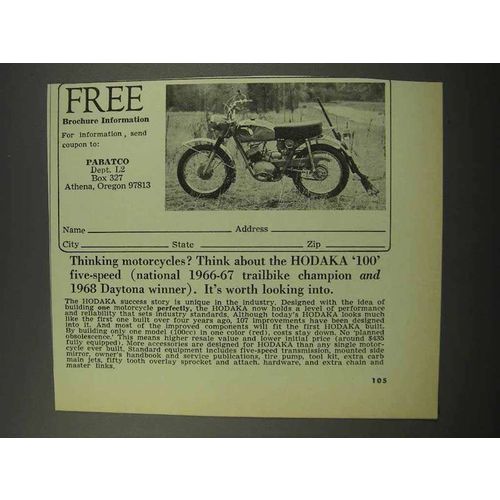 FREE
Brochure Information
For information, send
coupon to:
PABATCO
Dept. L2
Box 327
Athena, Oregon 97813
Name Address
City State Zip
Thinking motorcycles? Think about the HODAKA '100'
five-speed (national 1966-67 trailbike champion and
1968 Daytona winner). It's worth looking into.
The HODAKA success story is unique in the industry. Designed with the idea of
building one motorcycle perfectly, the HODAKA now holds a level of performance
and reliability that sets industry standards. Although today's HODAKA looks much
like the first one built over four years ago, 107 improvements have been designed
into it. And most of the improved components will fit the first HODAKA built.
By building only one model (100cc) in one color (red), costs stay down. No 'planned
obsolescence.' This means higher resale value and lower initial price (around $435
fully equipped). More accessories are designed for HODAKA than any single motor-
cycle ever built. Standard equipment includes five-speed transmission, mounted side
mirror, owner's handbook and service publications, tire pump, tool kit, extra carb
main jets, fifty tooth overlay sprocket and attach. hardware, and extra chain and
master links.
105